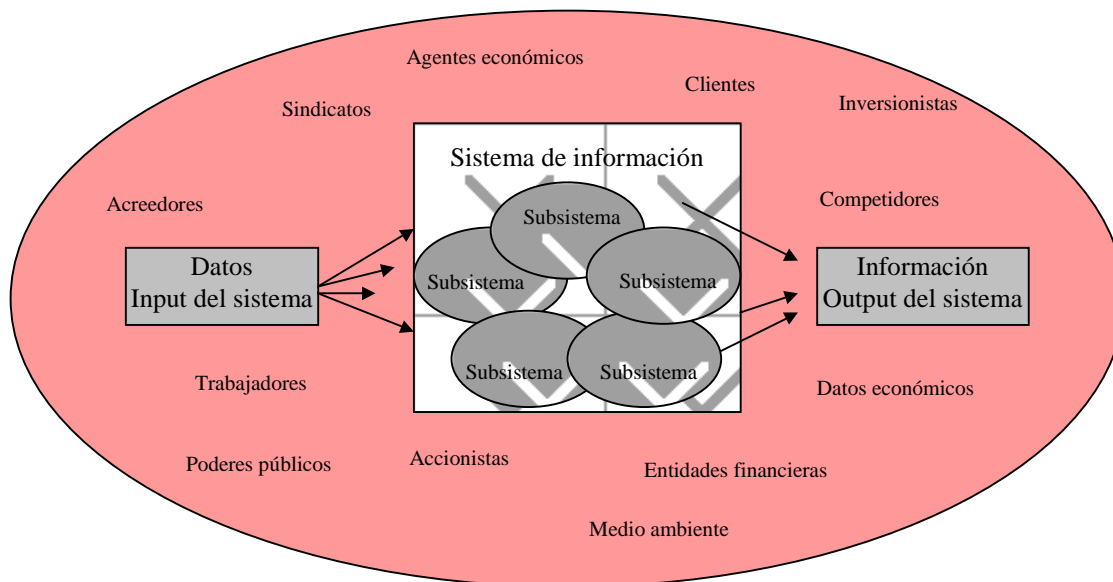 Agentes económicos
Clientes
Inversionistas
Sindicatos
Sistema de información
Acreedores
Competidores
Subsistema
Datos
Input del sistema
Subsistema
Subsistema
Información
Output del sistema
Subsistema
Subsistema
Trabajadores
Datos económicos
Poderes públicos
Accionistas
Entidades financieras
Medio ambiente